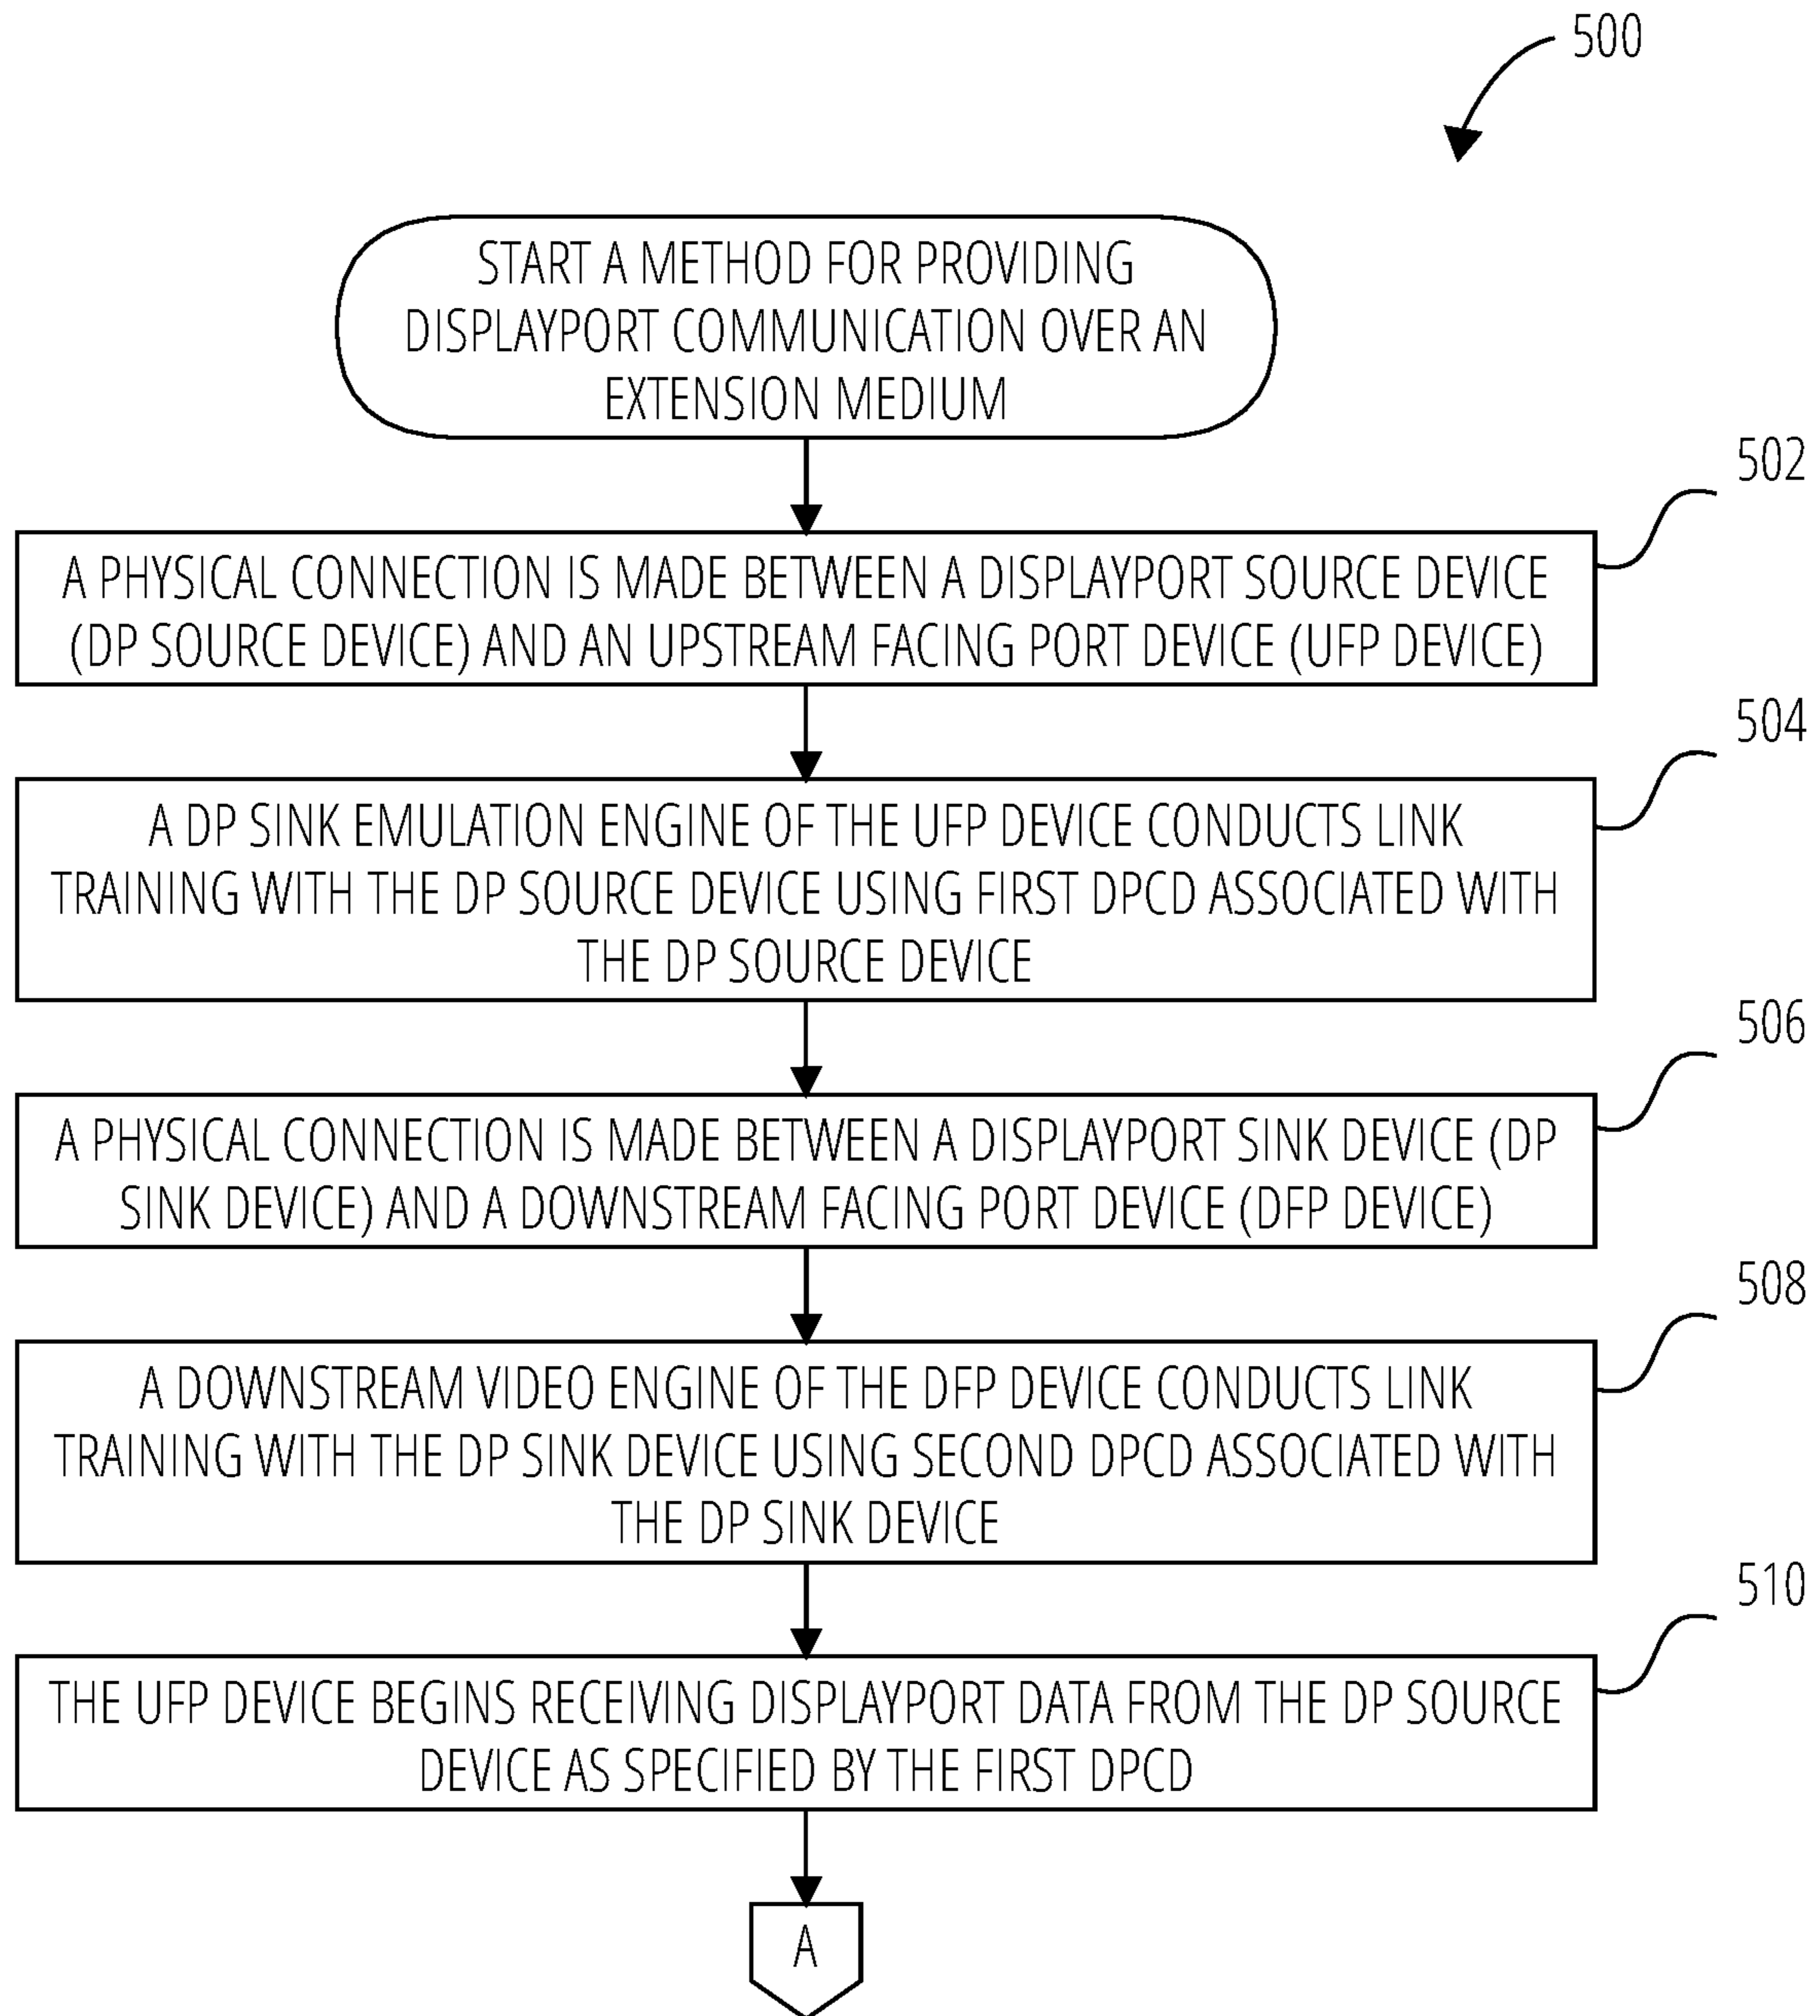 500
START A METHOD FOR PROVIDING
DISPLAYPORT COMMUNICATION OVER AN
EXTENSION MEDIUM
502
A PHYSICAL CONNECTION IS MADE BETWEEN A DISPLAYPORT SOURCE DEVICE
(DP SOURCE DEVICE) AND AN UPSTREAM FACING PORT DEVICE (UFP DEVICE)
504
A DP SINK EMULATION ENGINE OF THE UFP DEVICE CONDUCTS LINK
TRAINING WITH THE DP SOURCE DEVICE USING FIRST DPCD ASSOCIATED WITH
THE DP SOURCE DEVICE
506
A PHYSICAL CONNECTION IS MADE BETWEEN A DISPLAYPORT SINK DEVICE (DP
SINK DEVICE) AND A DOWNSTREAM FACING PORT DEVICE (DFP DEVICE)
508
A DOWNSTREAM VIDEO ENGINE OF THE DFP DEVICE CONDUCTS LINK
TRAINING WITH THE DP SINK DEVICE USING SECOND DPCD ASSOCIATED WITH
THE DP SINK DEVICE
510
THE UFP DEVICE BEGINS RECEIVING DISPLAYPORT DATA FROM THE DP SOURCE
DEVICE AS SPECIFIED BY THE FIRST DPCD
A